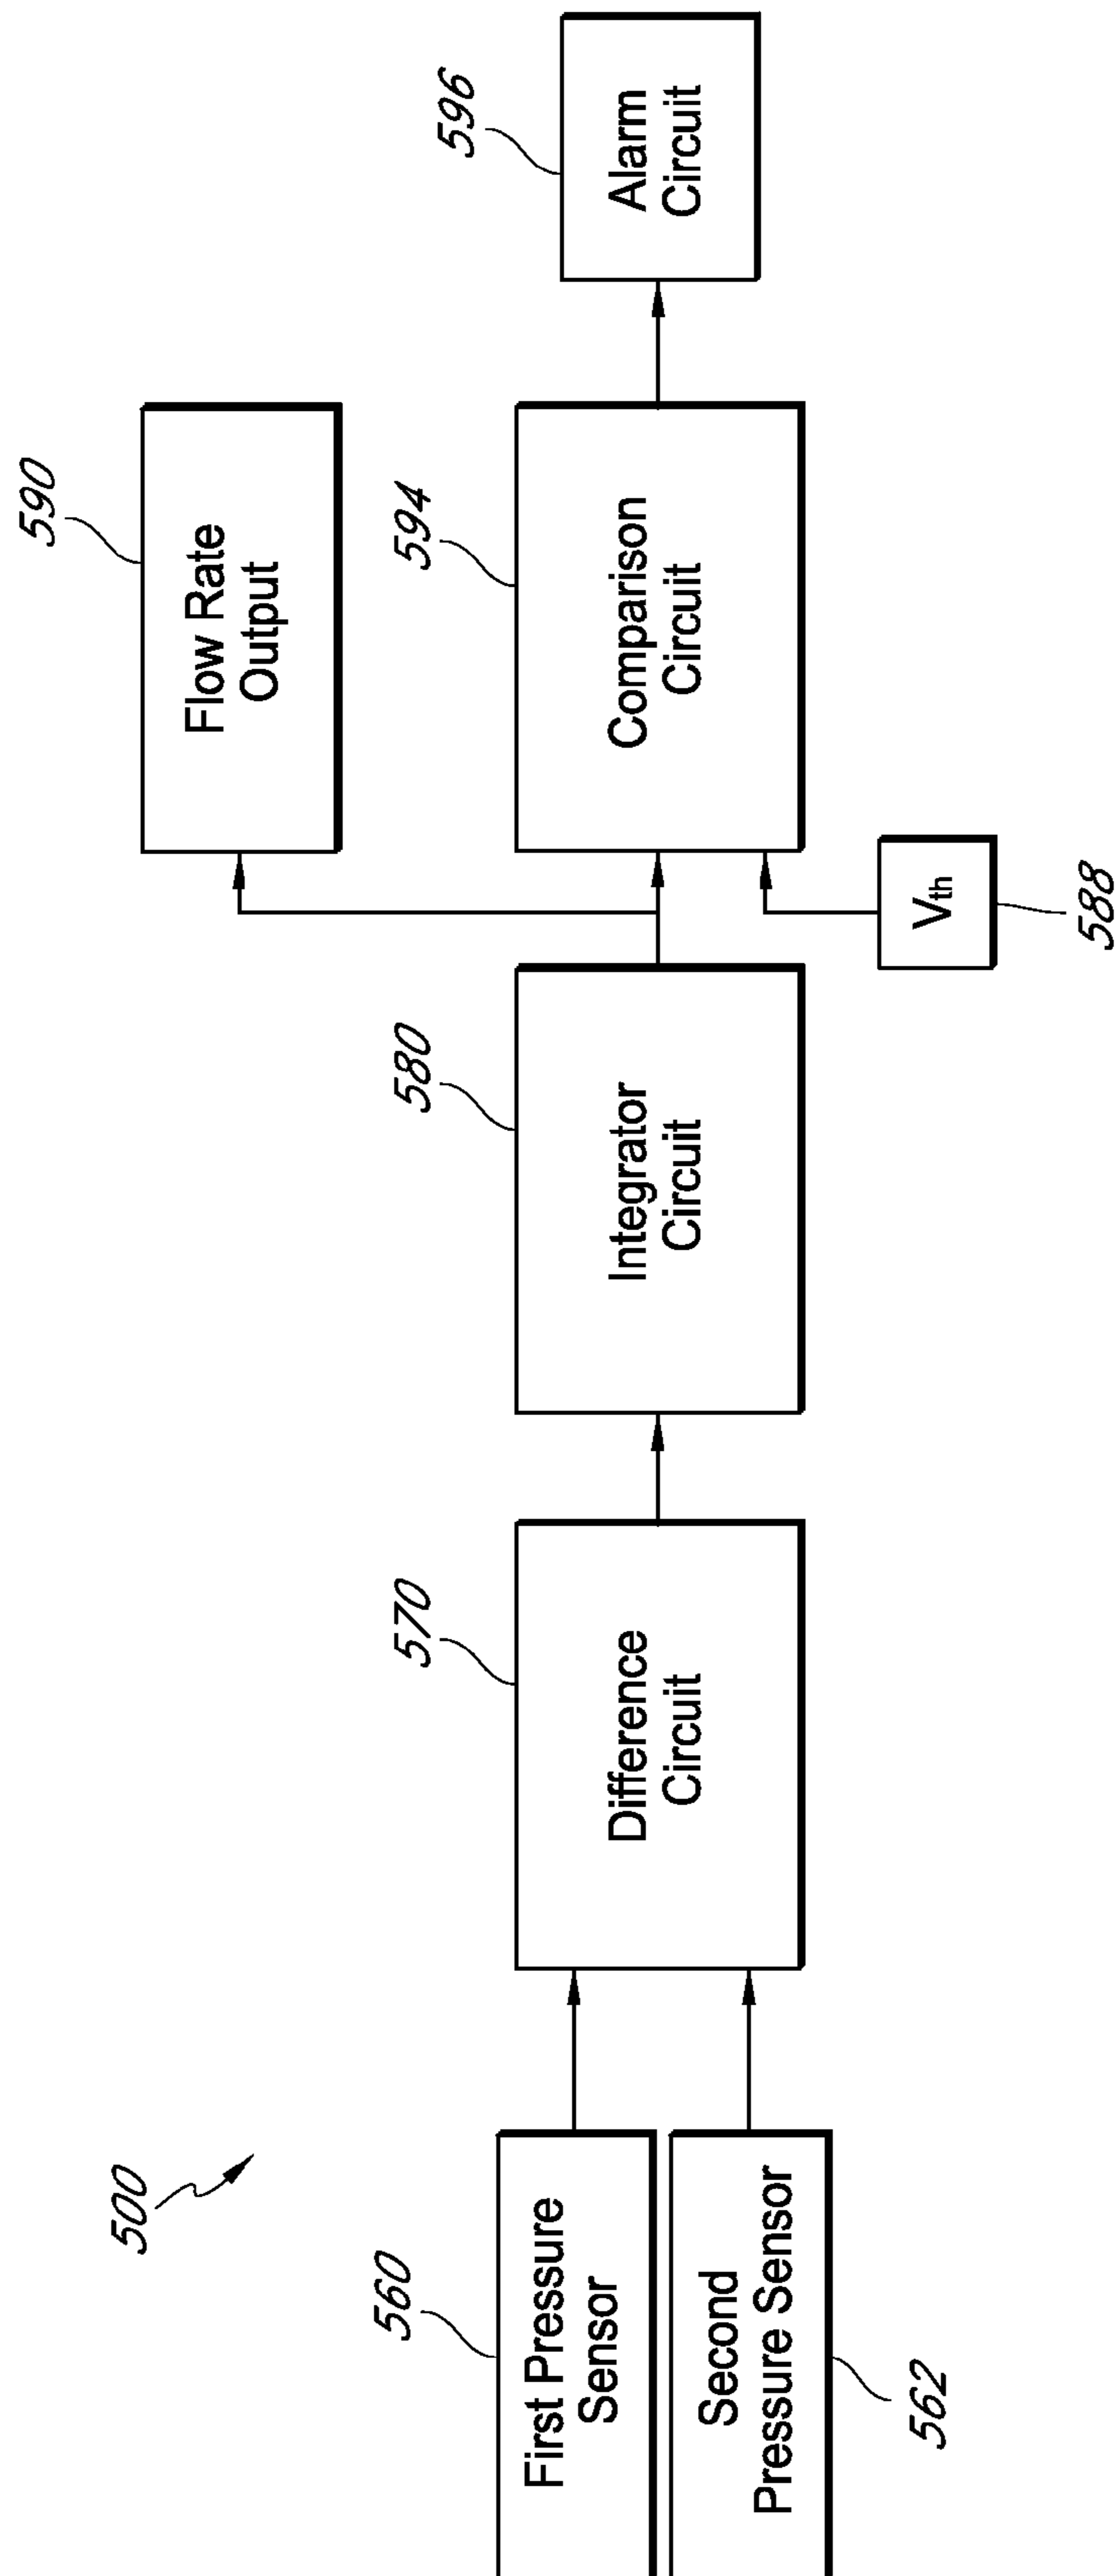 500
560
First Pressure
Sensor
Second
Pressure Sensor
562
570
Difference
Circuit
580
Integrator
Circuit
590
Flow Rate
Output
594
Comparison
Circuit
Vth
588
596
Alarm
Circuit